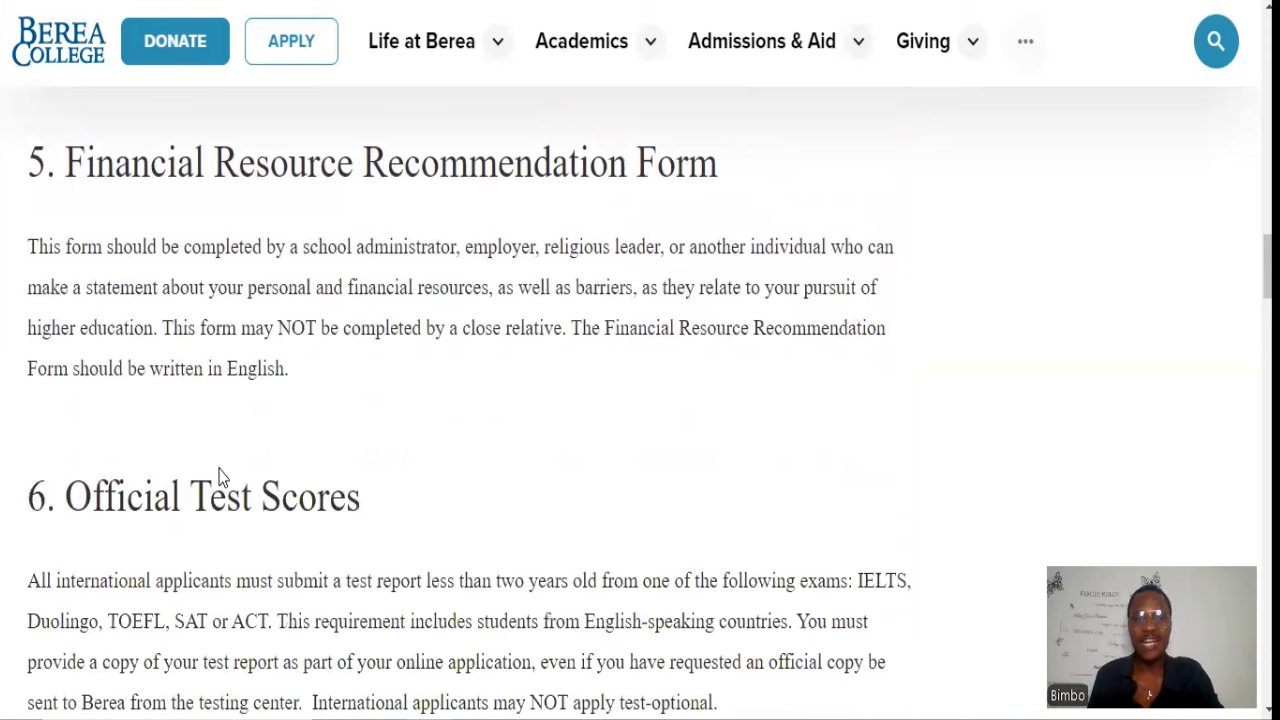 BEREA
COLLEGE
DONATE
APPLY
Life at Berea
Academics
Admissions & Aid
Giving
5. Financial Resource Recommendation Form
This form should be completed by a school administrator, employer, religious leader, or another individual who can
make a statement about your personal and financial resources, as well as barriers, as they relate to your pursuit of
higher education. This form may NOT be completed by a close relative. The Financial Resource Recommendation
Form should be written in English.
6. Official Test Scores
All international applicants must submit a test report less than two years old from one of the following exams: IELTS,
Duolingo, TOEFL, SAT or ACT. This requirement includes students from English-speaking countries. You must
provide a copy of your test report as part of your online application, even if you have requested an official copy be
sent to Berea from the testing center. International applicants may NOT apply test-optional.
Bimbo